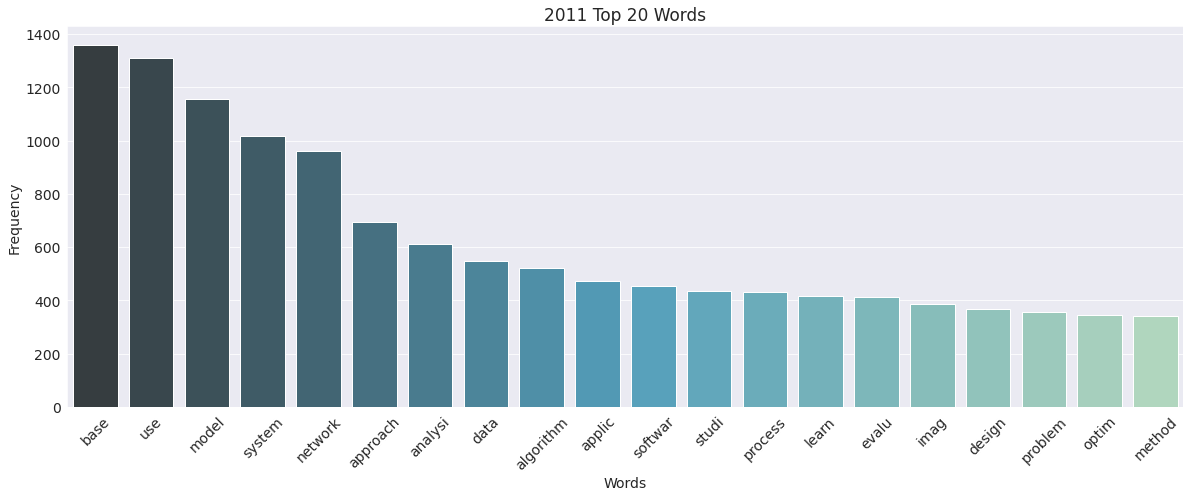 2011 Top 20 Words
Frequency
1400
1200
1000
800
600
400
200
0
base
use
model
system
network
approach
analysi
data
algorithm
applic
softwar
studi
process
learn
evalu
imag
design
problem
optim
method
Words